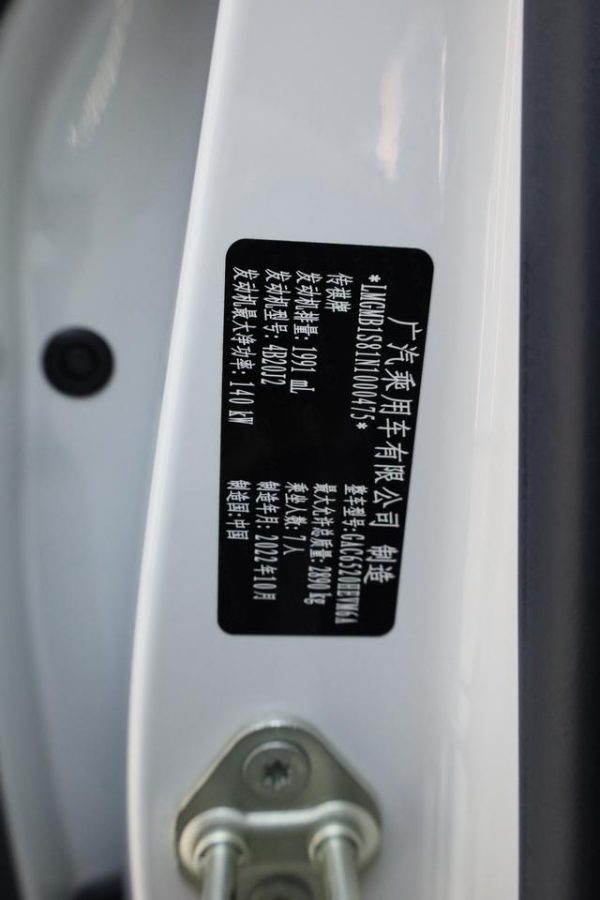 广汽乘用车有限公司 制造
*LMGMB1S81N1000475*
传祺牌 整车型号:GAC6520HEVM6A
发动机排量: 1991 mL 最大允许总质量: 2890 kg
发动机型号: 4B20J2 乘坐人数: 7人
发动机最大净功率: 140 kW 制造年月: 2022年10月
制造国:中国